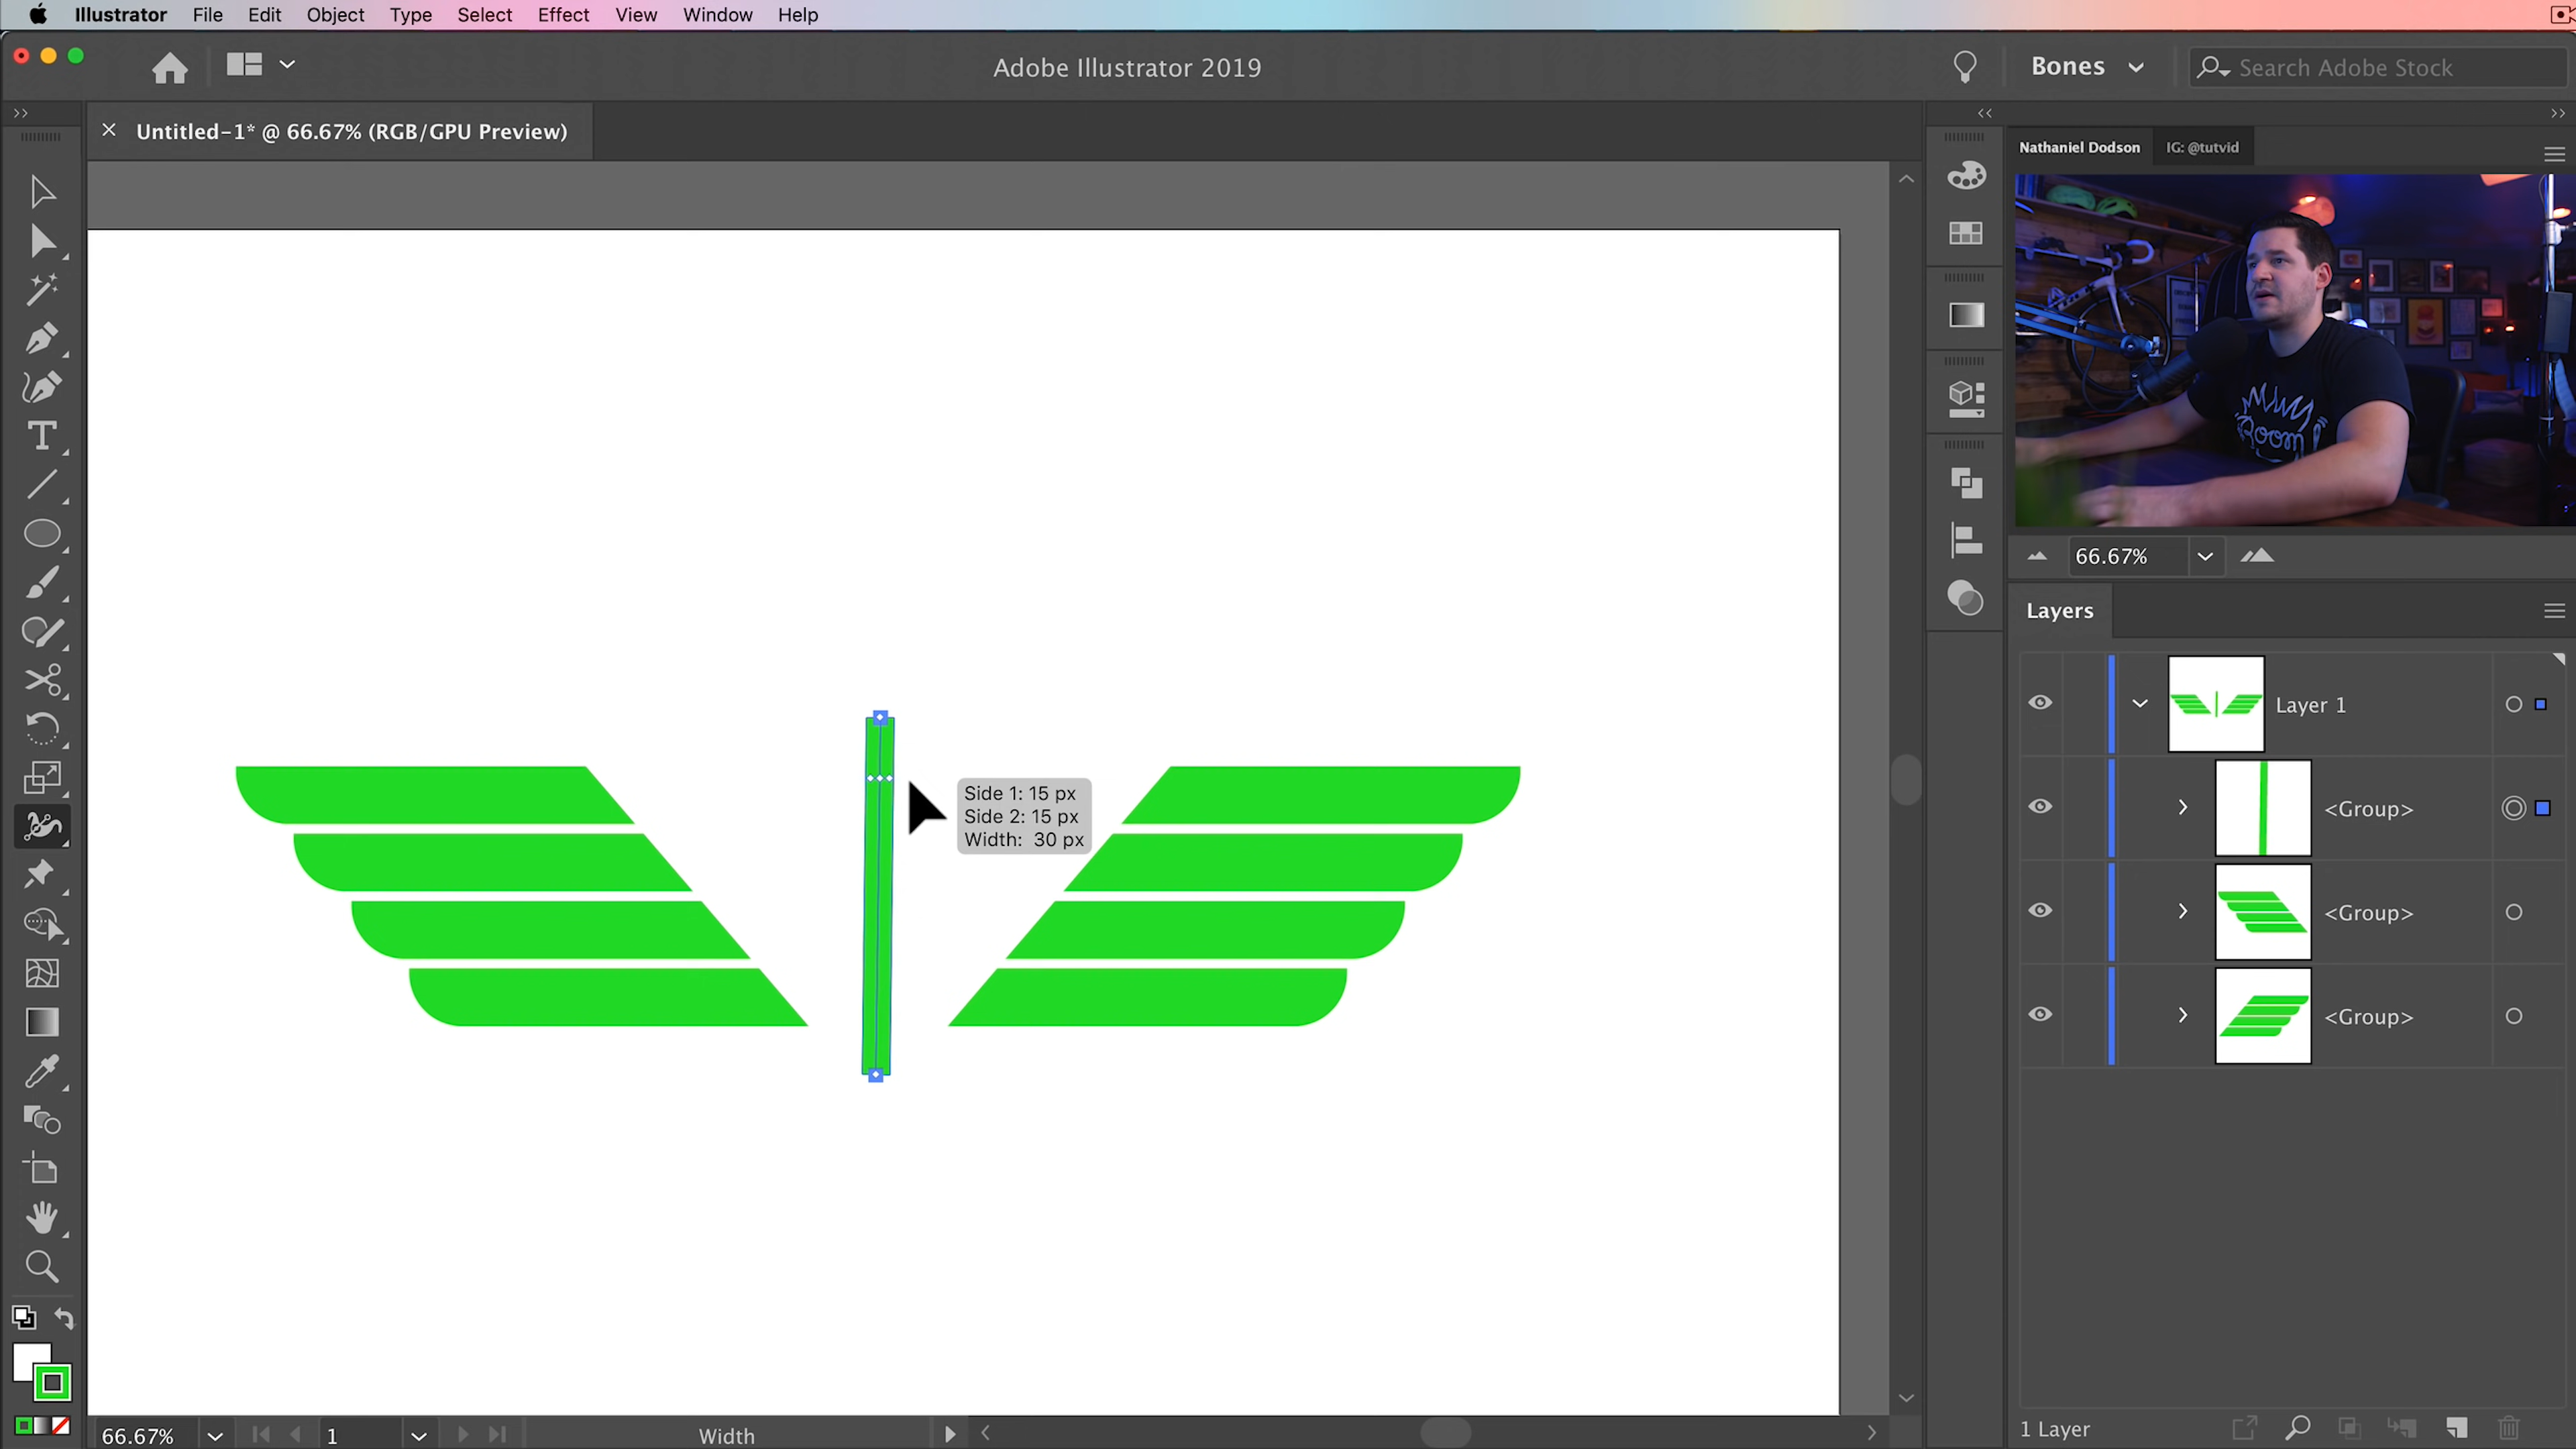 Illustrator File Edit Object Type Select Effect View Window Help
Adobe Illustrator 2019
Bones
Search Adobe Stock
Untitled-1* @ 66.67% (RGB/GPU Preview)
Nathaniel Dodson
IG: @tutvid
Room
66.67%
Layers
Layer 1
Side 1: 15 px
Side 2: 15 px
Width: 30 px
<Group>
<Group>
<Group>
66.67%
1
Width
1 Layer